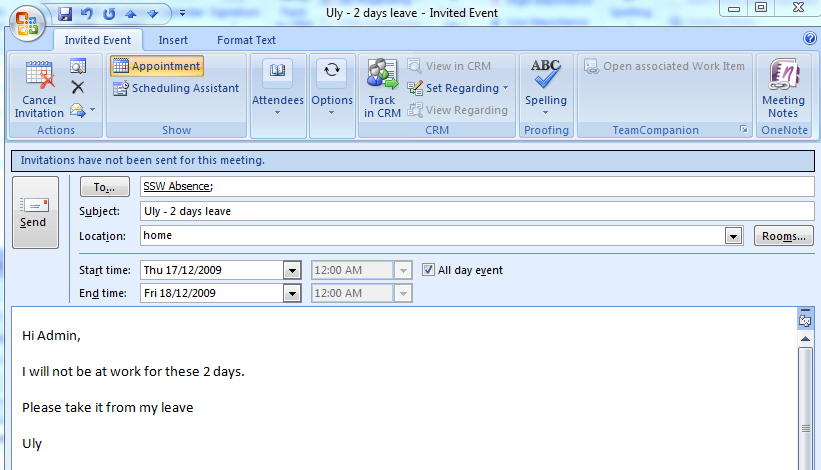 Uly - 2 days leave - Invited Event
Invited Event Insert Format Text
Cancel Invitation
Actions
Appointment
Scheduling Assistant
Show
Attendees
Options
Track in CRM
View in CRM
Set Regarding
View Regarding
CRM
ABC
Spelling
Proofing
Open associated Work Item
TeamCompanion
Meeting Notes
OneNote
Invitations have not been sent for this meeting.
Send
To... SSW Absence;
Subject: Uly - 2 days leave
Location: home Rooms...
Start time: Thu 17/12/2009 12:00 AM All day event
End time: Fri 18/12/2009 12:00 AM
Hi Admin,
I will not be at work for these 2 days.
Please take it from my leave
Uly